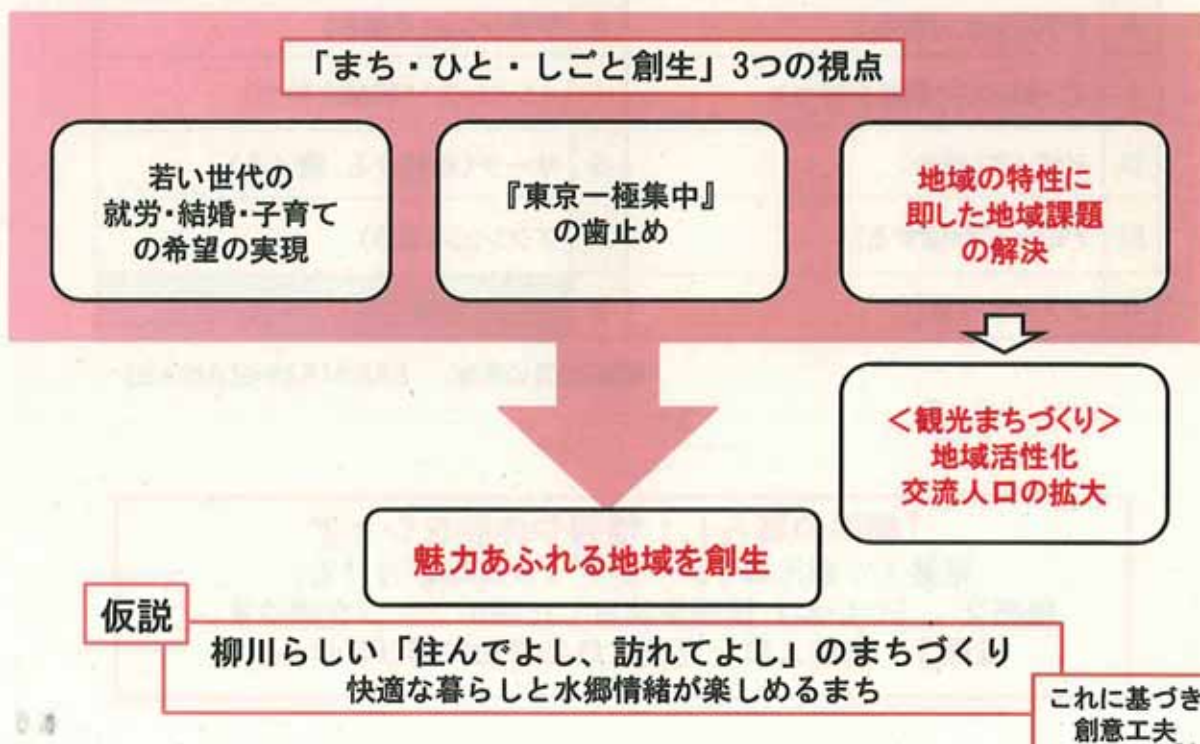 「まち・ひと・しごと創生」3つの視点
若い世代の
就労・結婚・子育て
の希望の実現
『東京一極集中』
の歯止め
地域の特性に
即した地域課題
の解決
<観光まちづくり>
地域活性化
交流人口の拡大
魅力あふれる地域を創生
仮説
柳川らしい「住んでよし、訪れてよし」のまちづくり
快適な暮らしと水郷情緒が楽しめるまち
これに基づき
創意工夫